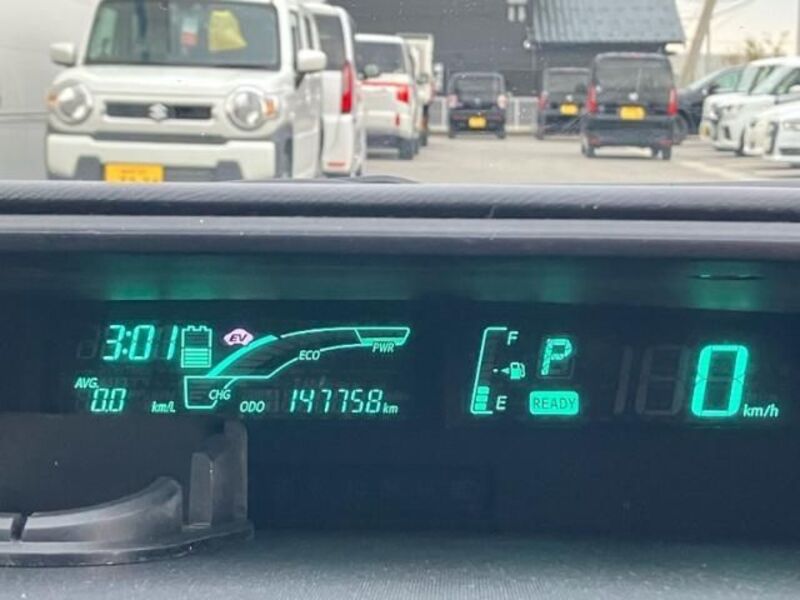 3:01 EV F P
ECO PWR 0 km/h
AVG. CHG E READY
0.0 km/L ODO 147758 km